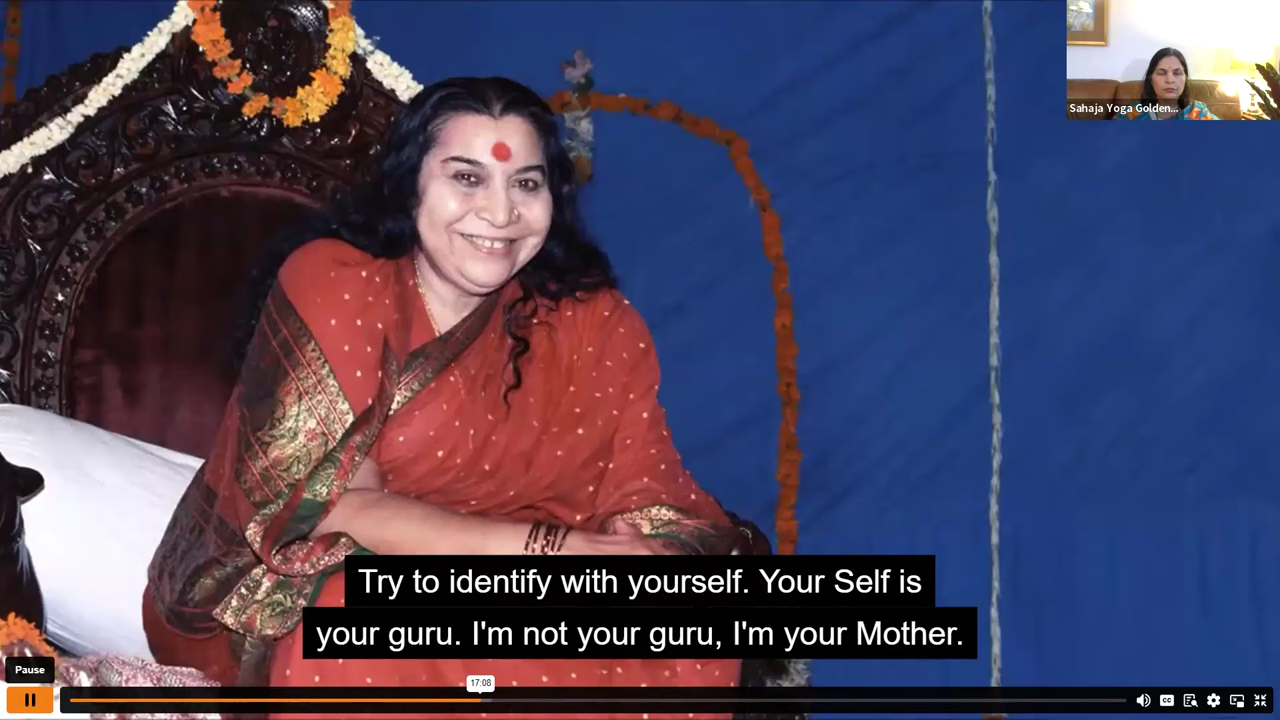 Sahaja Yoga Golden...
Try to identify with yourself. Your Self is
your guru. I'm not your guru, I'm your Mother.
Pause
17:08
CC